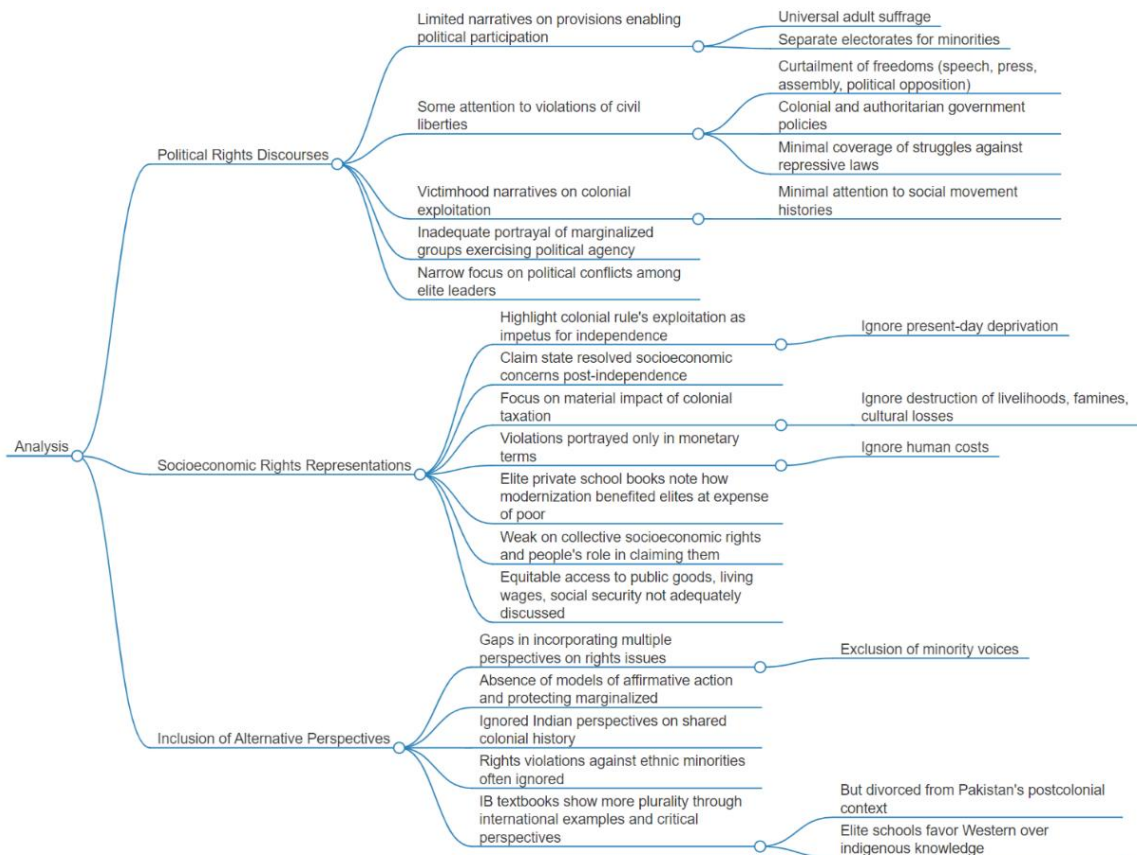 Analysis
Political Rights Discourses
Limited narratives on provisions enabling
political participation
Universal adult suffrage
Separate electorates for minorities
Some attention to violations of civil
liberties
Curtailment of freedoms (speech, press,
assembly, political opposition)
Colonial and authoritarian government
policies
Minimal coverage of struggles against
repressive laws
Victimhood narratives on colonial
exploitation
Minimal attention to social movement
histories
Inadequate portrayal of marginalized
groups exercising political agency
Narrow focus on political conflicts among
elite leaders
Socioeconomic Rights Representations
Highlight colonial rule's exploitation as
impetus for independence
Ignore present-day deprivation
Claim state resolved socioeconomic
concerns post-independence
Focus on material impact of colonial
taxation
Ignore destruction of livelihoods, famines,
cultural losses
Violations portrayed only in monetary
terms
Ignore human costs
Elite private school books note how
modernization benefited elites at expense
of poor
Weak on collective socioeconomic rights
and people's role in claiming them
Equitable access to public goods, living
wages, social security not adequately
discussed
Inclusion of Alternative Perspectives
Gaps in incorporating multiple
perspectives on rights issues
Exclusion of minority voices
Absence of models of affirmative action
and protecting marginalized
Ignored Indian perspectives on shared
colonial history
Rights violations against ethnic minorities
often ignored
IB textbooks show more plurality through
international examples and critical
perspectives
But divorced from Pakistan's postcolonial
context
Elite schools favor Western over
indigenous knowledge